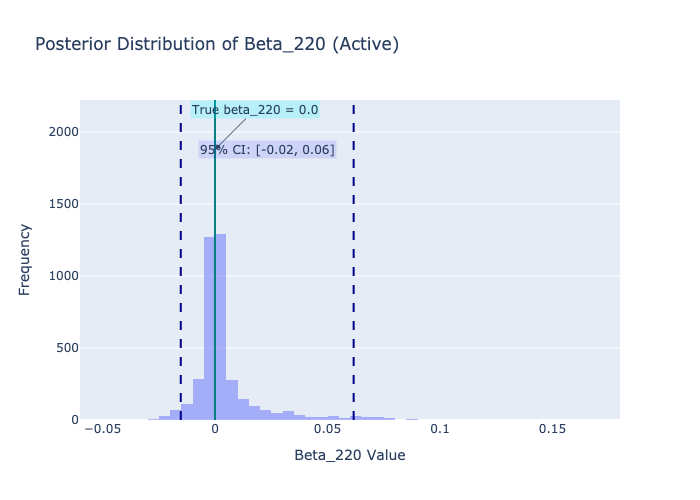 Posterior Distribution of Beta_220 (Active)
True beta_220 = 0.0
95% CI: [-0.02, 0.06]
2000
1500
1000
500
0
Frequency
−0.05 0 0.05 0.1 0.15
Beta_220 Value